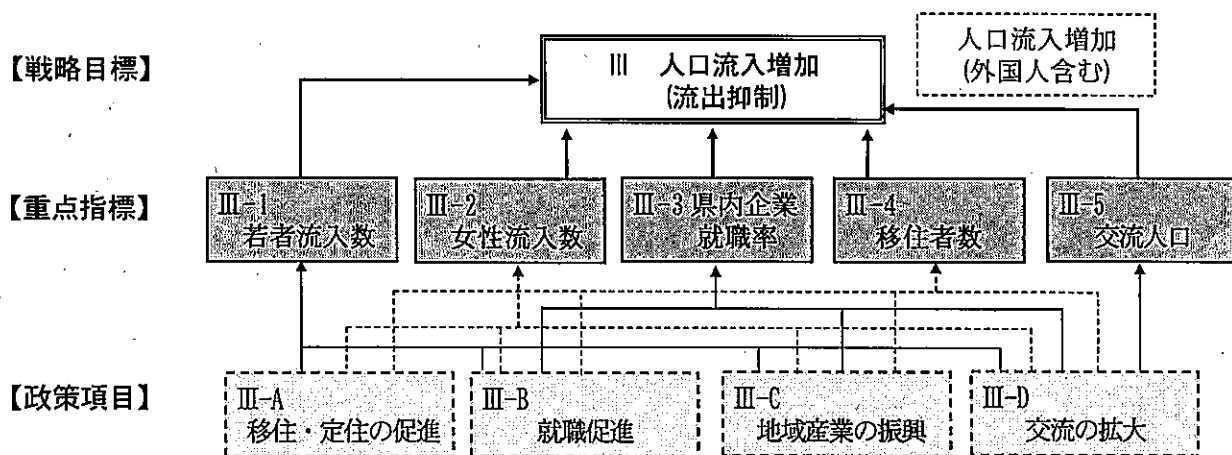 【戦略目標】
Ⅲ 人口流入増加
(流出抑制)
人口流入増加
(外国人含む)
【重点指標】
Ⅲ-1
若者流入数
Ⅲ-2
女性流入数
Ⅲ-3 県内企業
就職率
Ⅲ-4
移住者数
Ⅲ-5
交流人口
【政策項目】
Ⅲ-A
移住・定住の促進
Ⅲ-B
就職促進
Ⅲ-C
地域産業の振興
Ⅲ-D
交流の拡大